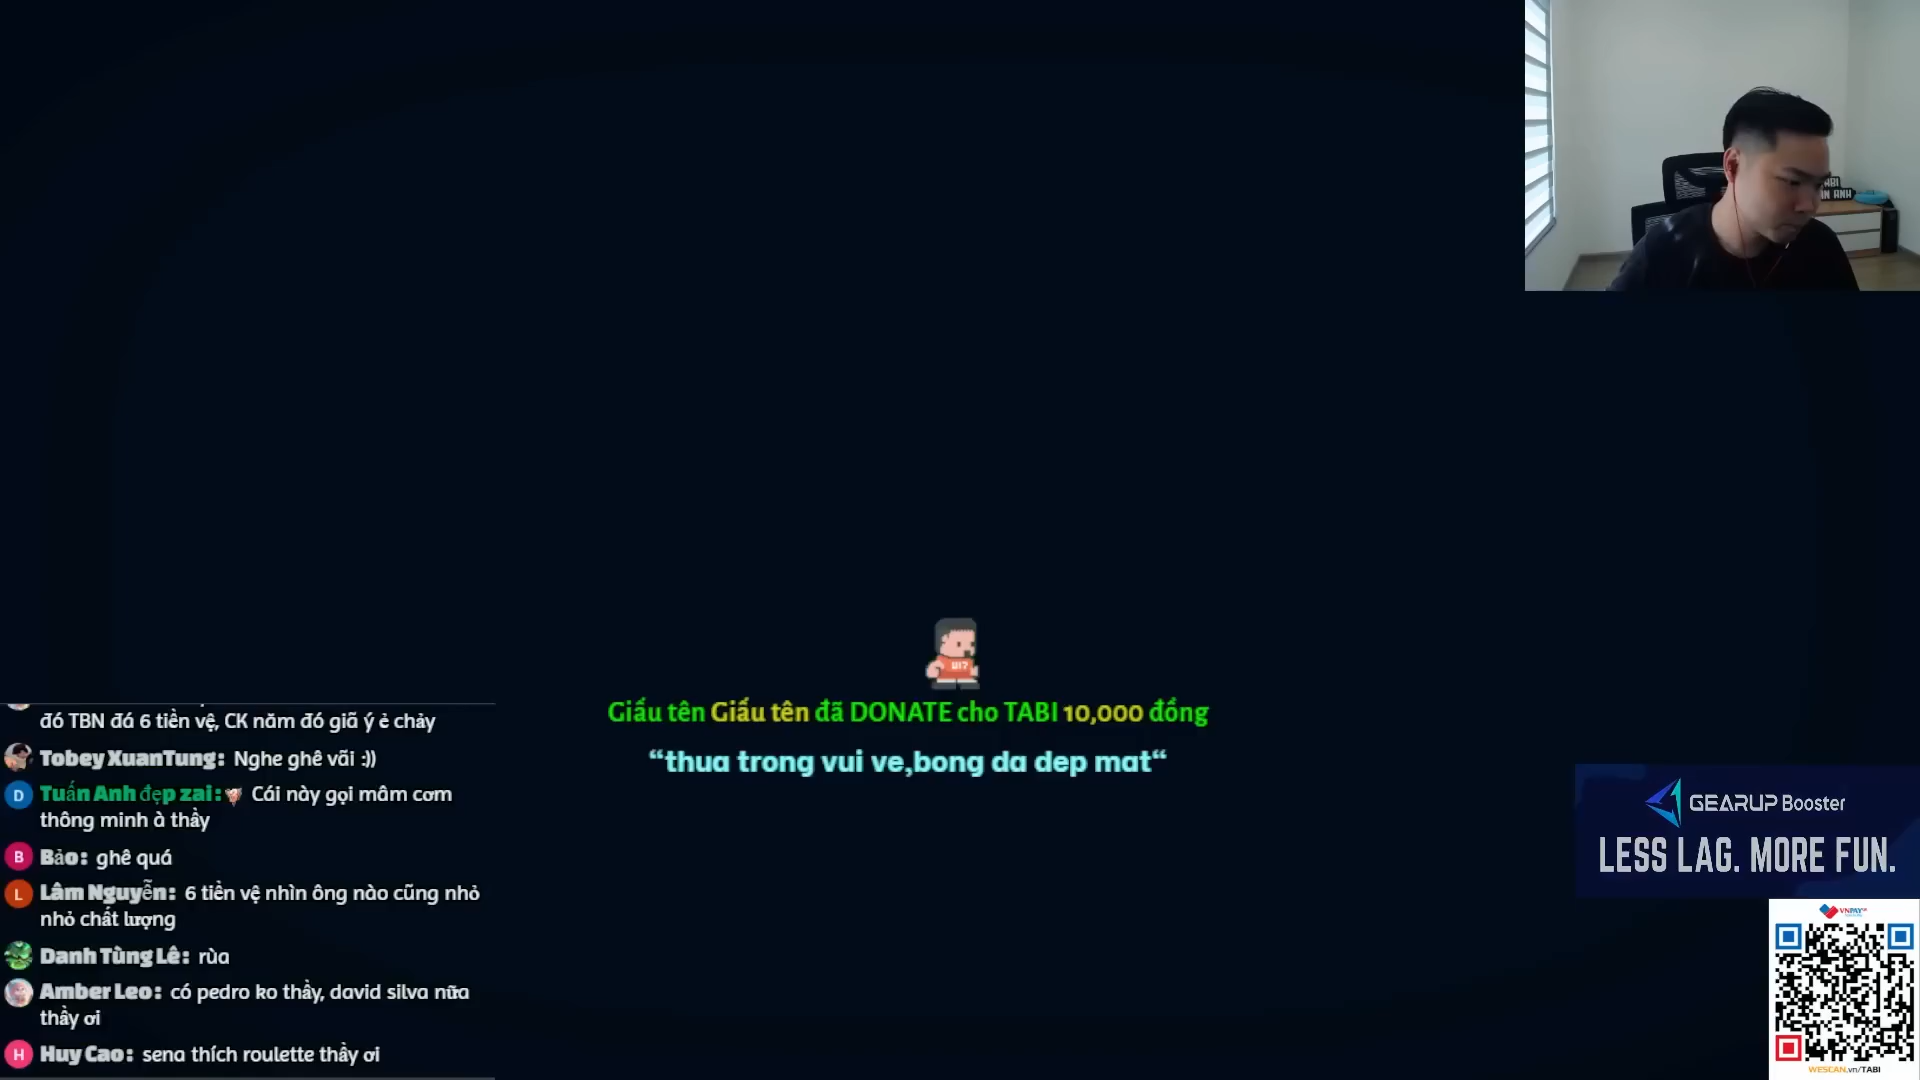 ABI
AN ANH
U17
Giấu tên Giấu tên đã DONATE cho TABI 10,000 đồng
“thua trong vui ve,bong da dep mat“
đó TBN đá 6 tiền vệ, CK năm đó giã ý ẻ chảy
Tobey XuanTung: Nghe ghê vãi :))
D Tuấn Anh đẹp zai: Cái này gọi mâm cơm
thông minh à thầy
B Bảo: ghê quá
L Lâm Nguyễn: 6 tiền vệ nhìn ông nào cũng nhỏ
nhỏ chất lượng
Danh Tùng Lê: rùa
Amber Leo: có pedro ko thầy, david silva nữa
thầy ơi
H Huy Cao: sena thích roulette thầy ơi
GEARUP Booster
LESS LAG. MORE FUN.
VNPAY
WESCAN.vn/TABI